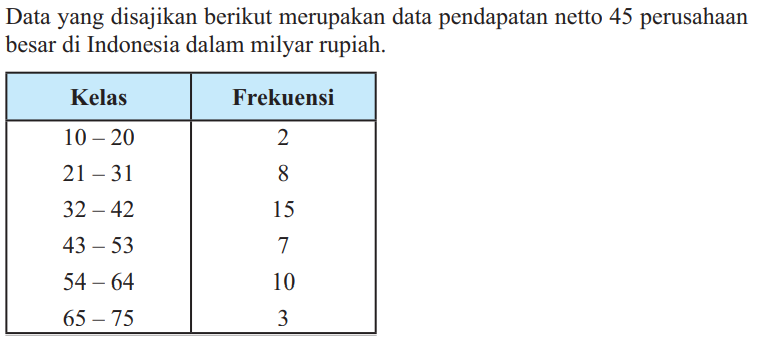 Data yang disajikan berikut merupakan data pendapatan netto 45 perusahaan
besar di Indonesia dalam milyar rupiah.
Kelas Frekuensi
10 – 20 2
21 – 31 8
32 – 42 15
43 – 53 7
54 – 64 10
65 – 75 3